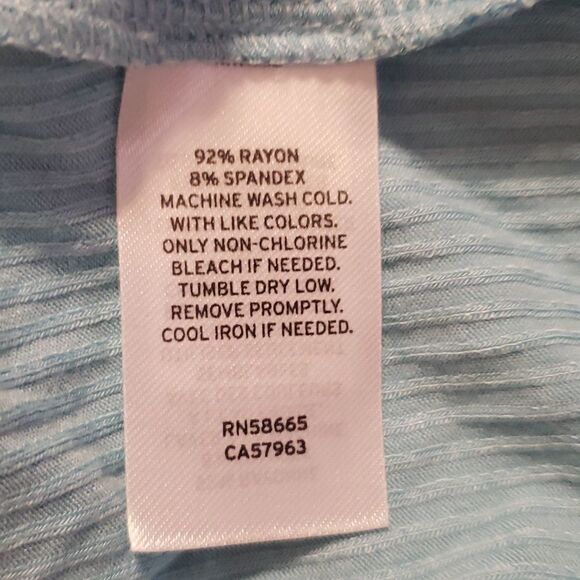 92% RAYON
8% SPANDEX
MACHINE WASH COLD.
WITH LIKE COLORS.
ONLY NON-CHLORINE
BLEACH IF NEEDED.
TUMBLE DRY LOW.
REMOVE PROMPTLY.
COOL IRON IF NEEDED.
RN58665
CA57963